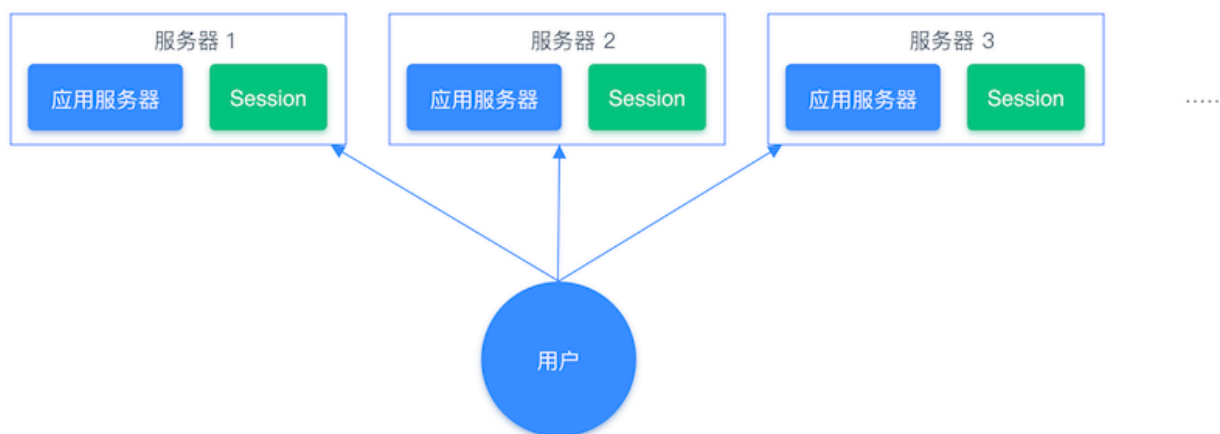 服务器 1
服务器 2
服务器 3
应用服务器
Session
应用服务器
Session
应用服务器
Session
.....
用户